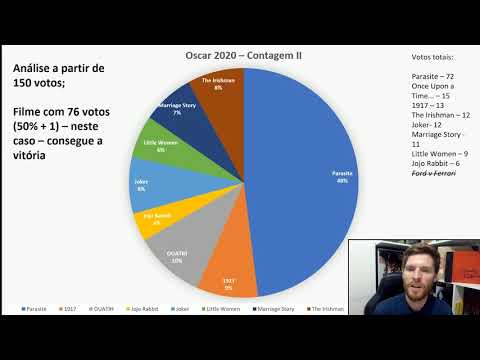 Oscar 2020 – Contagem II
Análise a partir de
150 votos;
Filme com 76 votos
(50% + 1) – neste
caso – consegue a
vitória
The Irishman
8%
Marriage Story
7%
Little Women
6%
Joker
8%
Jojo Rabbit
4%
OUATIH
10%
1917
9%
Parasite
48%
Votos totais:
Parasite – 72
Once Upon a
Time... – 15
1917 – 13
The Irishman – 12
Joker- 12
Marriage Story -
11
Little Women – 9
Jojo Rabbit – 6
Ford v Ferrari
Parasite 1917 OUATIH Jojo Rabbit Joker Little Women Marriage Story The Irishman